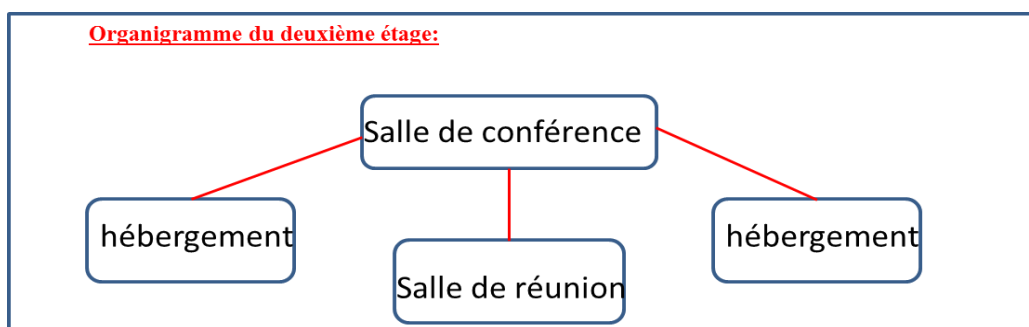 Organigramme du deuxième étage:
Salle de conférence
hébergement
hébergement
Salle de réunion